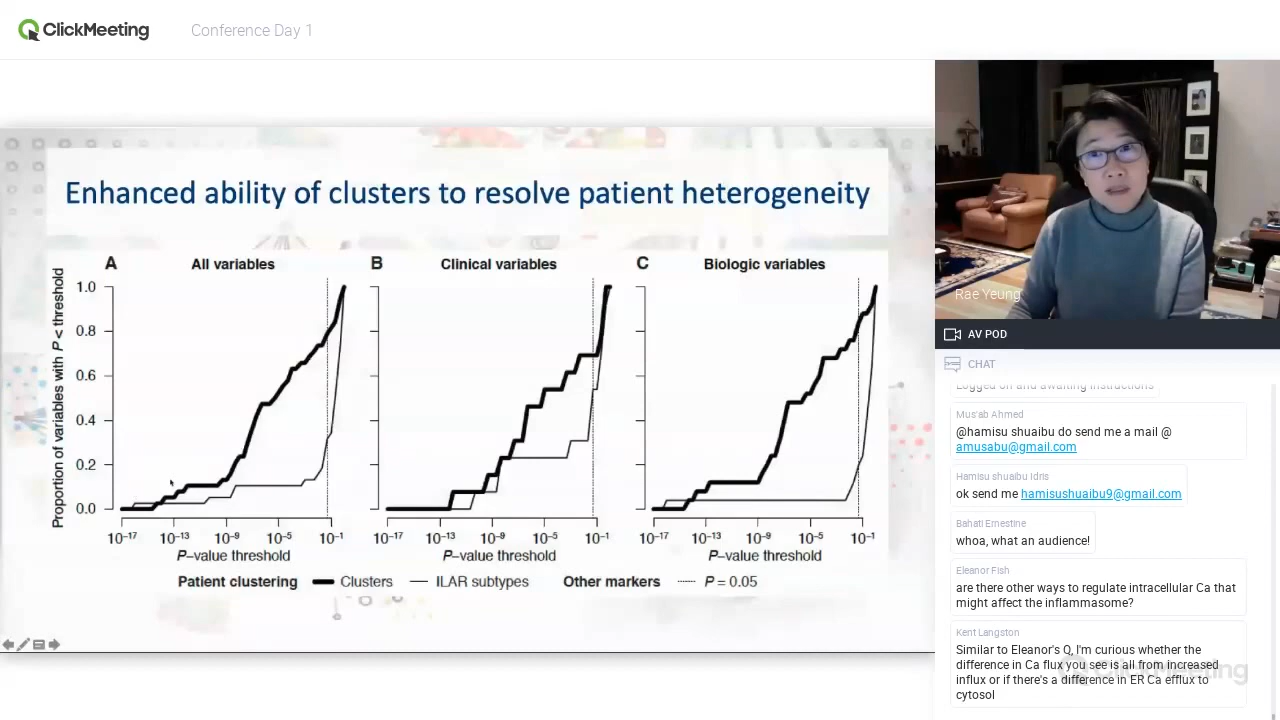 ClickMeeting
Conference Day 1
Enhanced ability of clusters to resolve patient heterogeneity
A
All variables
B
Clinical variables
C
Biologic variables
Proportion of variables with P < threshold
1.0
0.8
0.6
0.4
0.2
0.0
10⁻¹⁷ 10⁻¹³ 10⁻⁹ 10⁻⁵ 10⁻¹
P–value threshold
10⁻¹⁷ 10⁻¹³ 10⁻⁹ 10⁻⁵ 10⁻¹
P–value threshold
10⁻¹⁷ 10⁻¹³ 10⁻⁹ 10⁻⁵ 10⁻¹
P–value threshold
Patient clustering Clusters ILAR subtypes Other markers P = 0.05
Rae Yeung
AV POD
CHAT
Logged on and awaiting instructions
Mus'ab Ahmed
@hamisu shuaibu do send me a mail @
amusabu@gmail.com
Hamisu shuaibu Idris
ok send me hamisushuaibu9@gmail.com
Bahati Ernestine
whoa, what an audience!
Eleanor Fish
are there other ways to regulate intracellular Ca that
might affect the inflammasome?
Kent Langston
Similar to Eleanor's Q, I'm curious whether the
difference in Ca flux you see is all from increased
influx or if there's a difference in ER Ca efflux to
cytosol
ClickMeeting